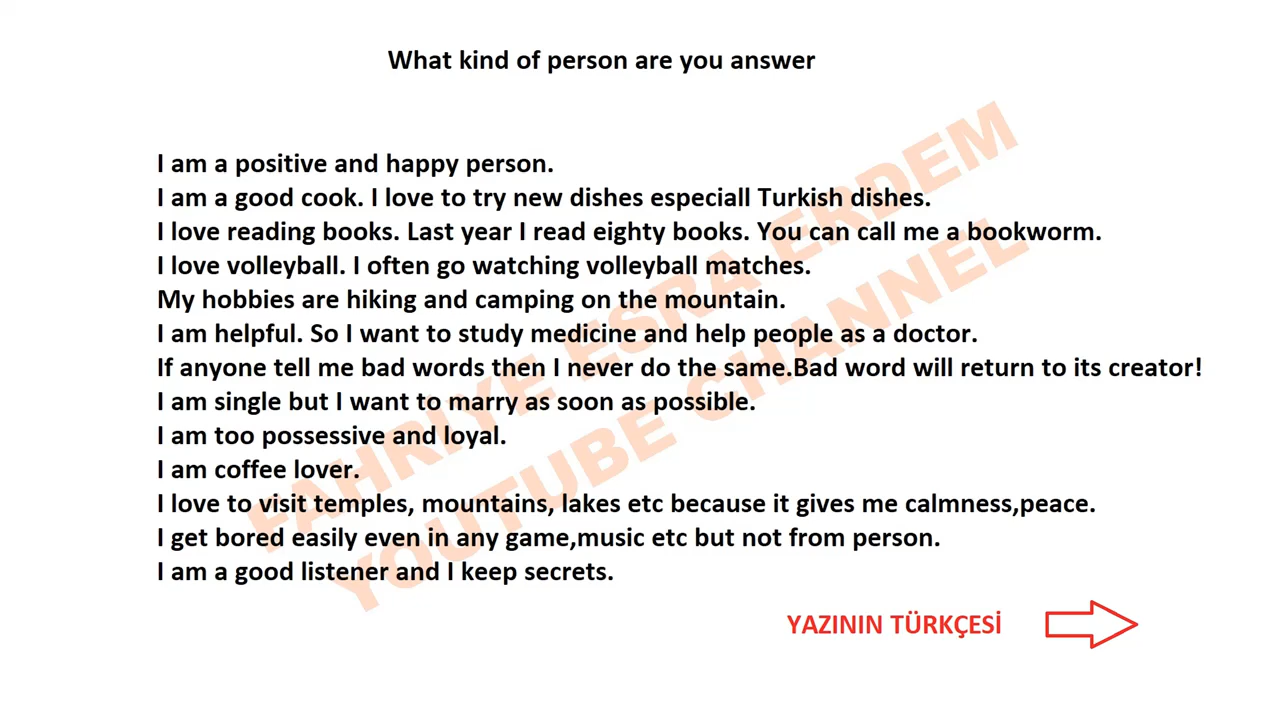 What kind of person are you answer
I am a positive and happy person.
I am a good cook. I love to try new dishes especiall Turkish dishes.
I love reading books. Last year I read eighty books. You can call me a bookworm.
I love volleyball. I often go watching volleyball matches.
My hobbies are hiking and camping on the mountain.
I am helpful. So I want to study medicine and help people as a doctor.
If anyone tell me bad words then I never do the same.Bad word will return to its creator!
I am single but I want to marry as soon as possible.
I am too possessive and loyal.
I am coffee lover.
I love to visit temples, mountains, lakes etc because it gives me calmness,peace.
I get bored easily even in any game,music etc but not from person.
I am a good listener and I keep secrets.
YAZININ TÜRKÇESİ
FAHRIYE ESRA ERDEM
YOUTUBE CHANNEL